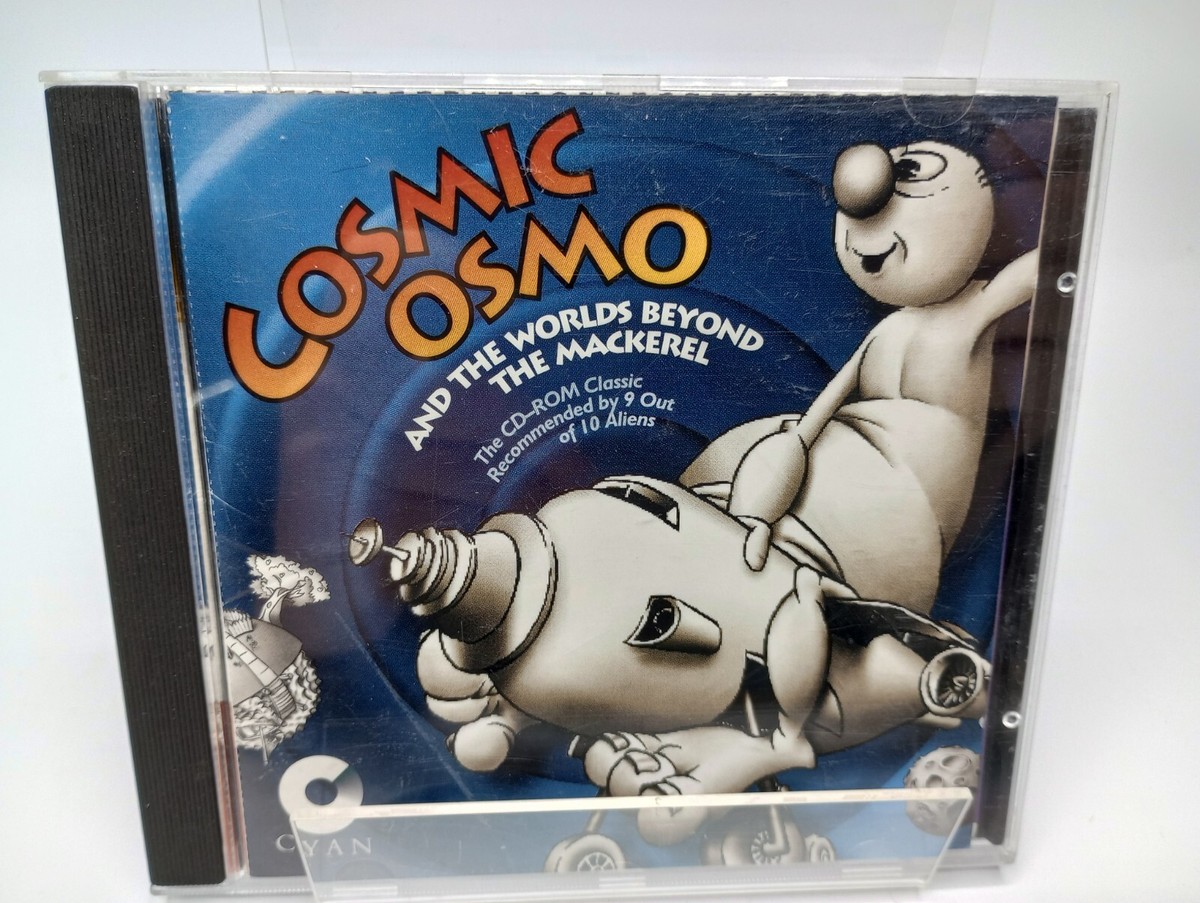 COSMIC
OSMO
AND THE WORLDS BEYOND
THE MACKEREL
The CD-ROM Classic
Recommended by 9 Out
of 10 Aliens
CYAN